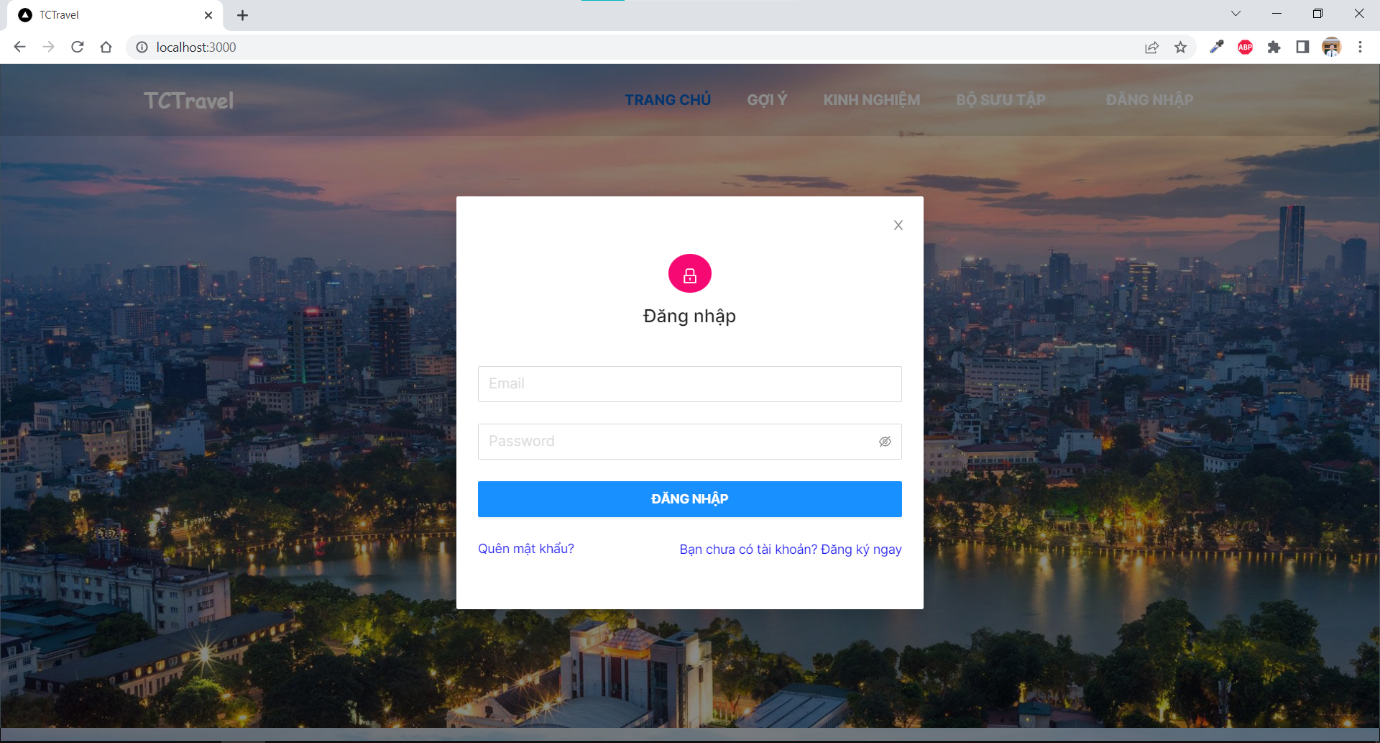 TCTravel
localhost:3000
ABP
TCTravel
TRANG CHỦ GỢI Ý KINH NGHIỆM BỘ SƯU TẬP ĐĂNG NHẬP
Đăng nhập
Email
Password
ĐĂNG NHẬP
Quên mật khẩu? Bạn chưa có tài khoản? Đăng ký ngay